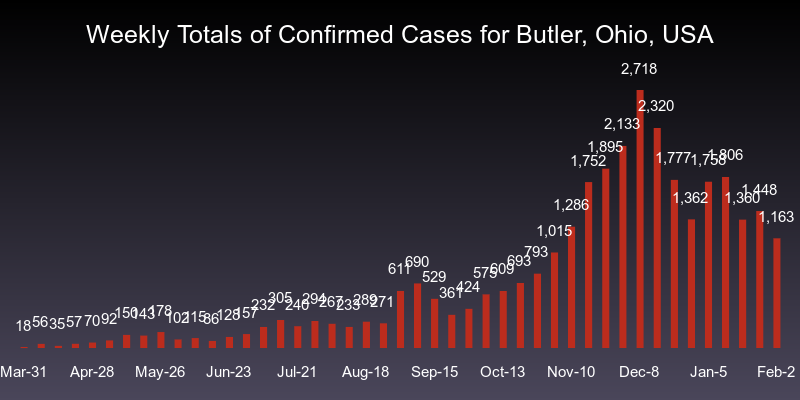 Weekly Totals of Confirmed Cases for Butler, Ohio, USA
18 56 35 57 70 92 150 143 178 102 115 86 128 157 232 305 240 294 267 233 289 271 611 690 529 361 424 575 609 693 793 1,015 1,286 1,752 1,895 2,133 2,718 2,320 1,777 1,362 1,758 1,806 1,360 1,448 1,163
Mar-31 Apr-28 May-26 Jun-23 Jul-21 Aug-18 Sep-15 Oct-13 Nov-10 Dec-8 Jan-5 Feb-2